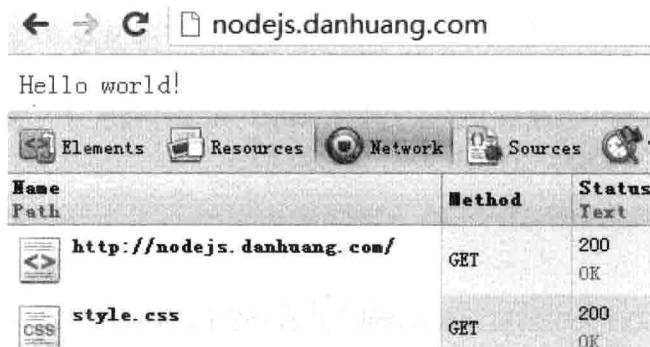 nodejs.danhuang.com
Hello world!
Elements Resources Network Sources
Name Method Status
Path Text
http://nodejs.danhuang.com/ GET 200
OK
<>
style.css GET 200
OK
CSS